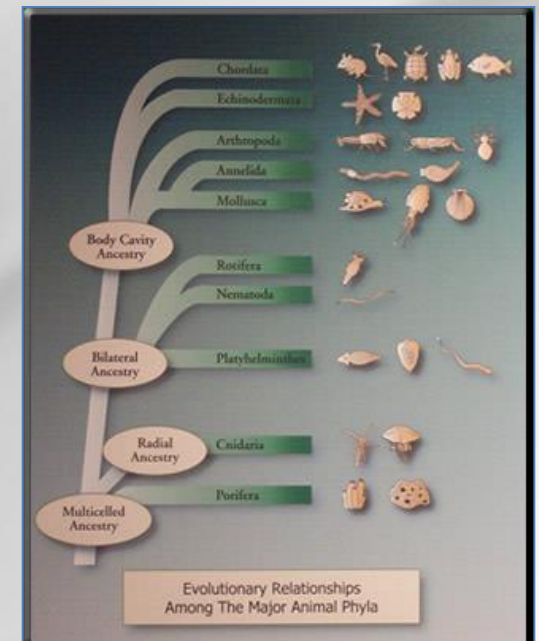 Chordata
Echinodermata
Arthropoda
Annelida
Mollusca
Body Cavity
Ancestry
Rotifera
Nematoda
Bilateral
Ancestry
Platyhelminthes
Radial
Ancestry
Cnidaria
Porifera
Multicelled
Ancestry
Evolutionary Relationships
Among The Major Animal Phyla